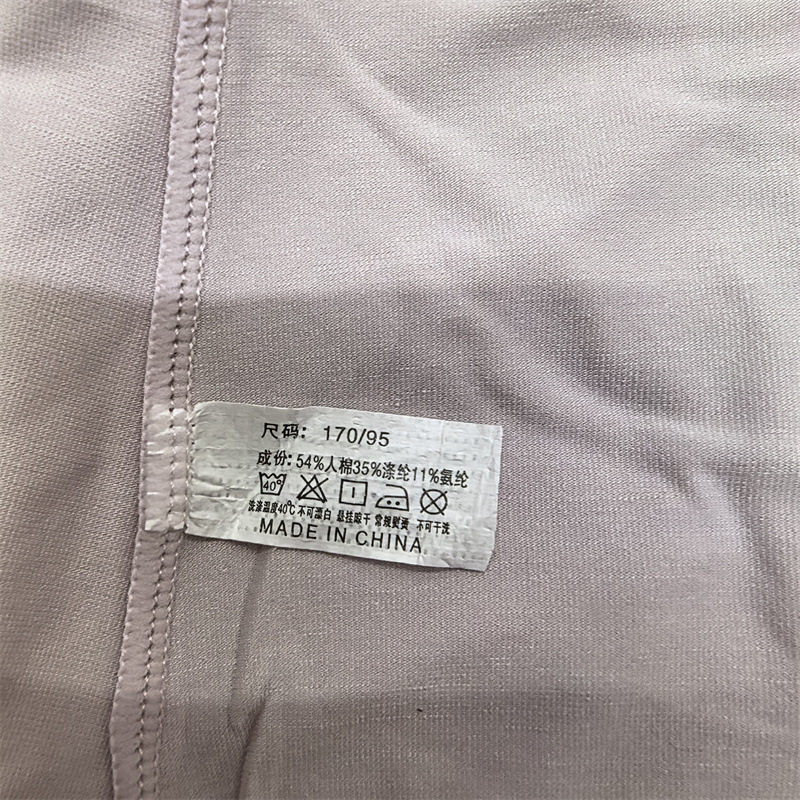 尺码: 170/95
成份: 54%人棉35%涤纶11%氨纶
40°
洗涤温度40℃ 不可漂白 悬挂晾干 常规熨烫 不可干洗
MADE IN CHINA